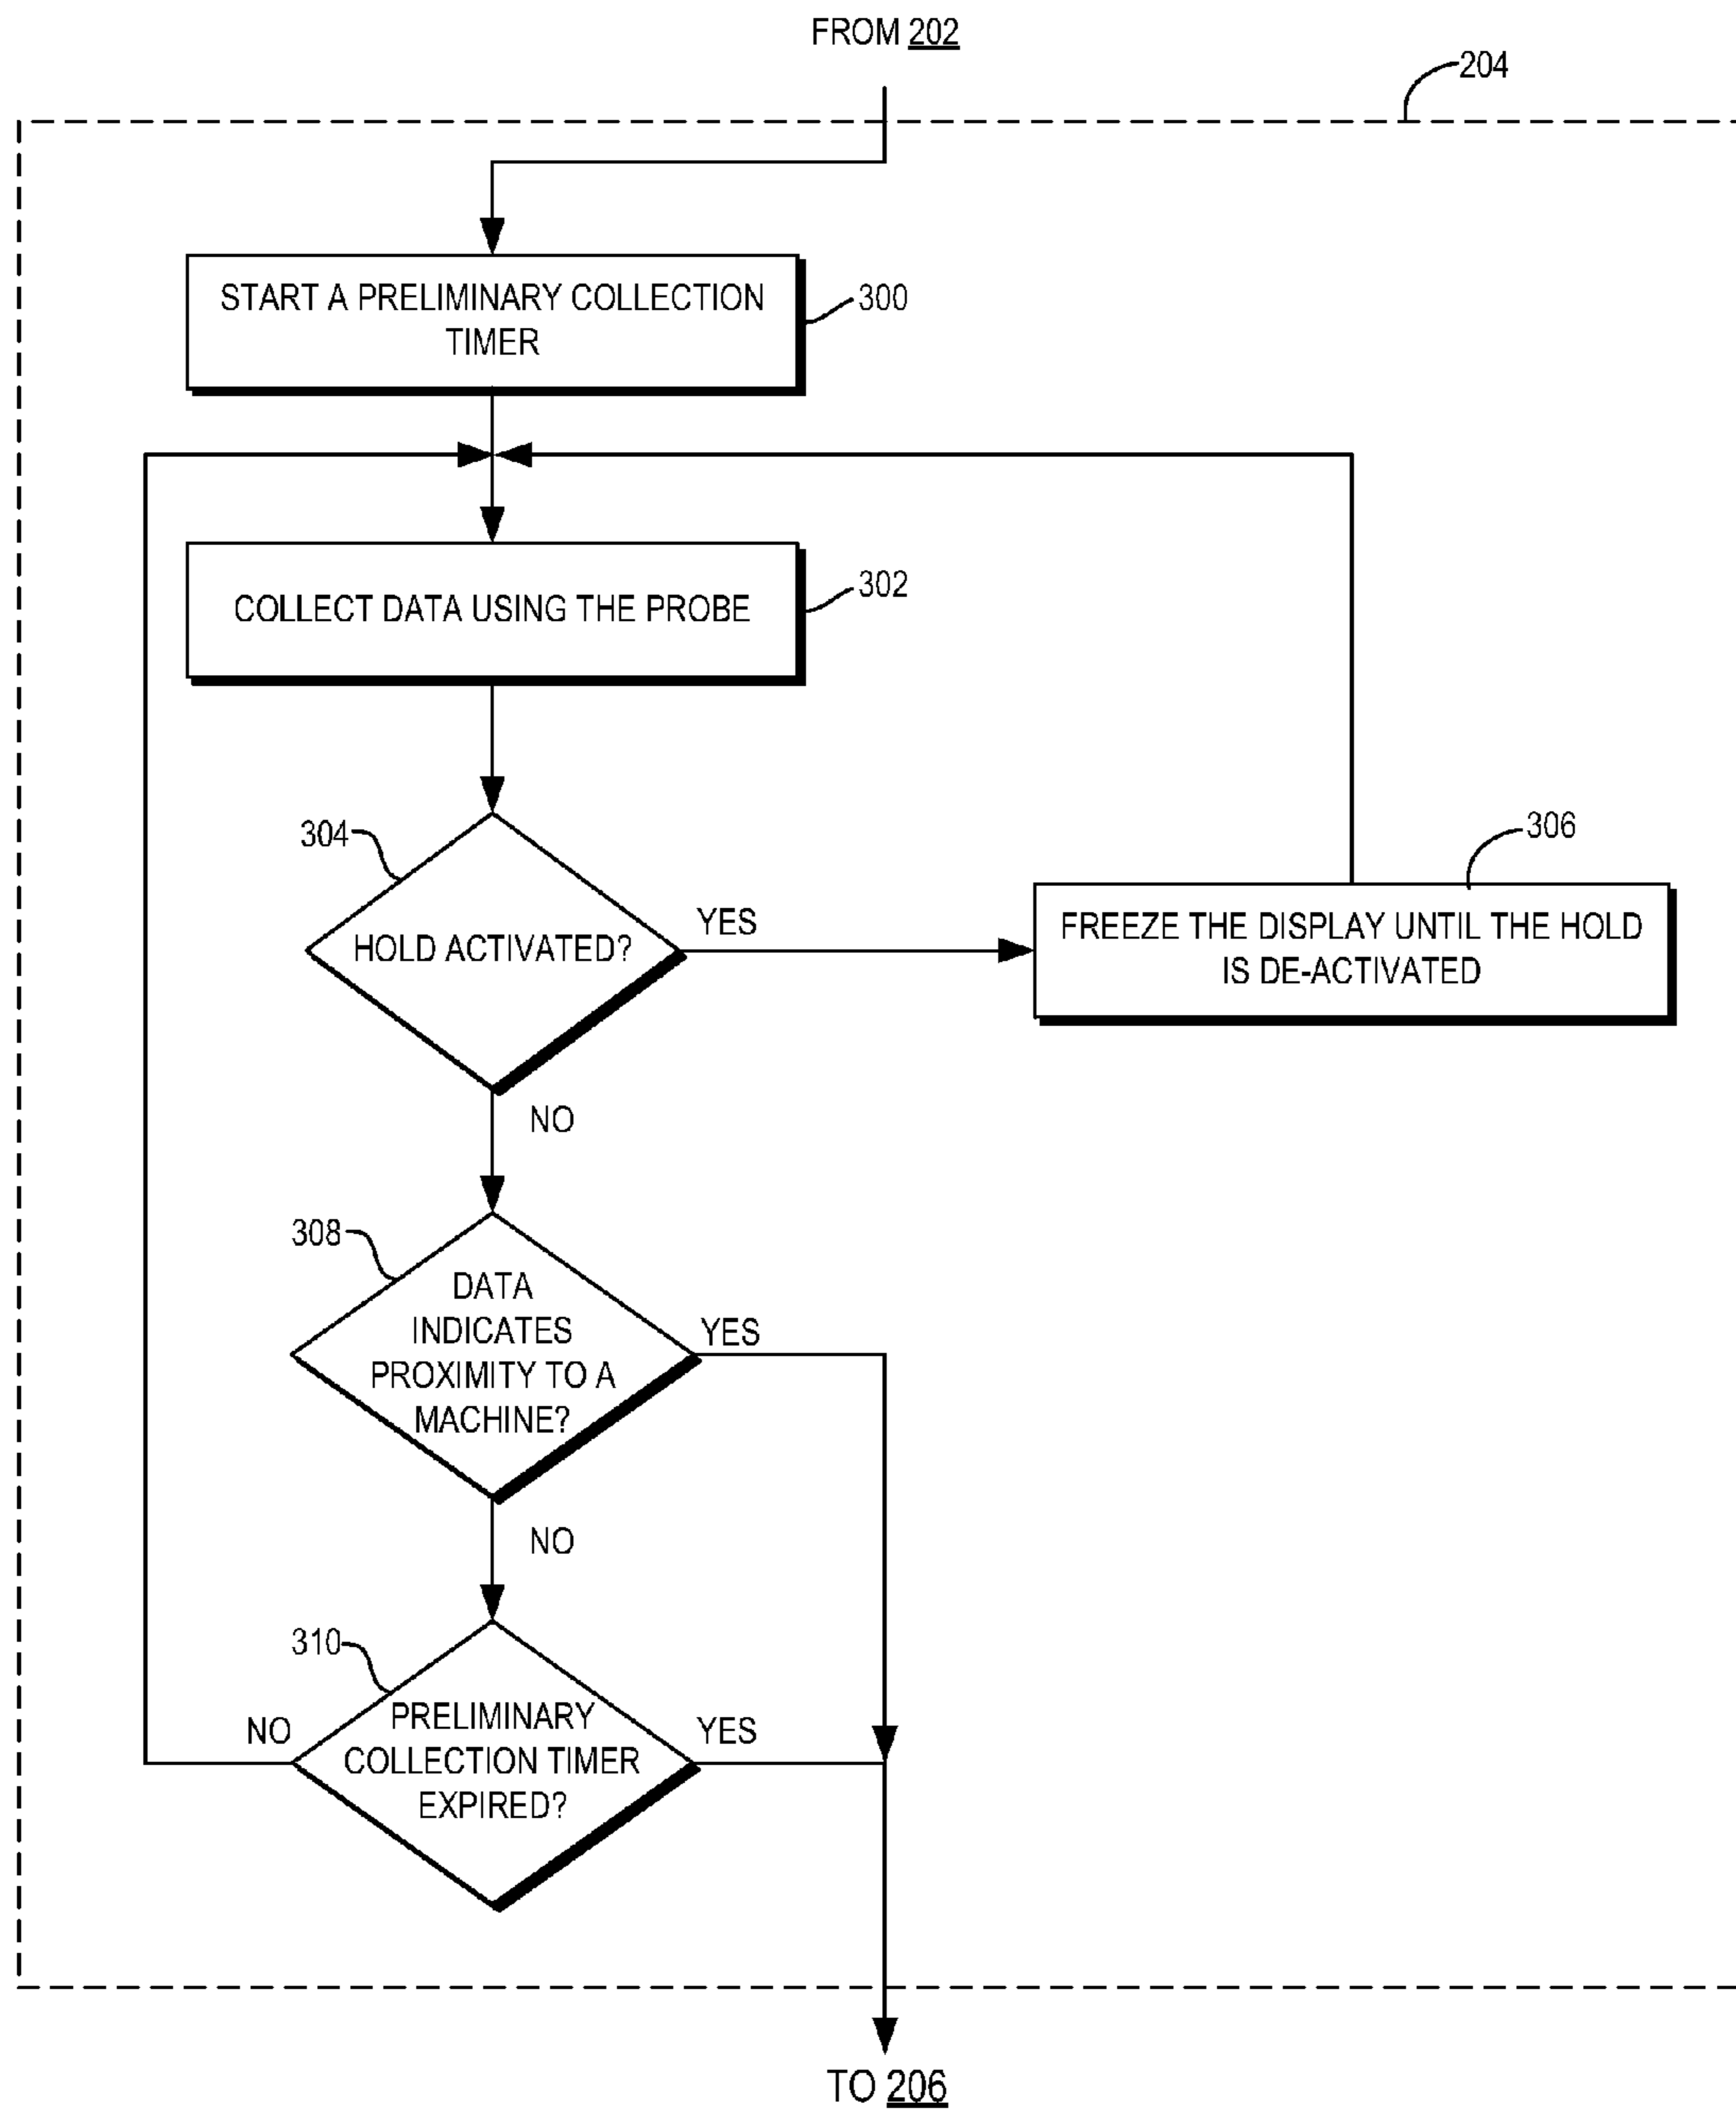 FROM 202
204
START A PRELIMINARY COLLECTION
TIMER
300
COLLECT DATA USING THE PROBE
302
304
HOLD ACTIVATED?
YES
306
FREEZE THE DISPLAY UNTIL THE HOLD
IS DE-ACTIVATED
NO
308
DATA
INDICATES
PROXIMITY TO A
MACHINE?
YES
NO
310
PRELIMINARY
COLLECTION TIMER
EXPIRED?
NO
YES
TO 206